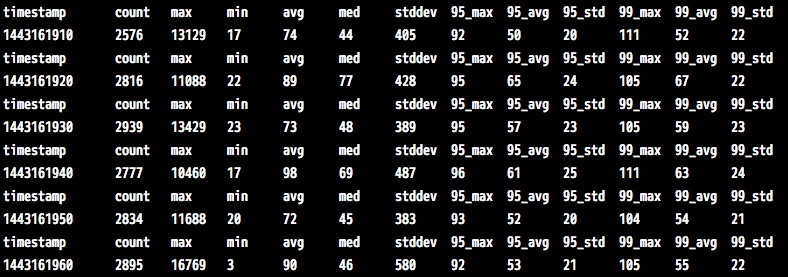 timestamp count max min avg med stddev 95_max 95_avg 95_std 99_max 99_avg 99_std
1443161910 2576 13129 17 74 44 405 92 50 20 111 52 22
timestamp count max min avg med stddev 95_max 95_avg 95_std 99_max 99_avg 99_std
1443161920 2816 11088 22 89 77 428 95 65 24 105 67 22
timestamp count max min avg med stddev 95_max 95_avg 95_std 99_max 99_avg 99_std
1443161930 2939 13429 23 73 48 389 95 57 23 105 59 23
timestamp count max min avg med stddev 95_max 95_avg 95_std 99_max 99_avg 99_std
1443161940 2777 10460 17 98 69 487 96 61 25 111 63 24
timestamp count max min avg med stddev 95_max 95_avg 95_std 99_max 99_avg 99_std
1443161950 2834 11688 20 72 45 383 93 52 20 104 54 21
timestamp count max min avg med stddev 95_max 95_avg 95_std 99_max 99_avg 99_std
1443161960 2895 16769 3 90 46 580 92 53 21 105 55 22